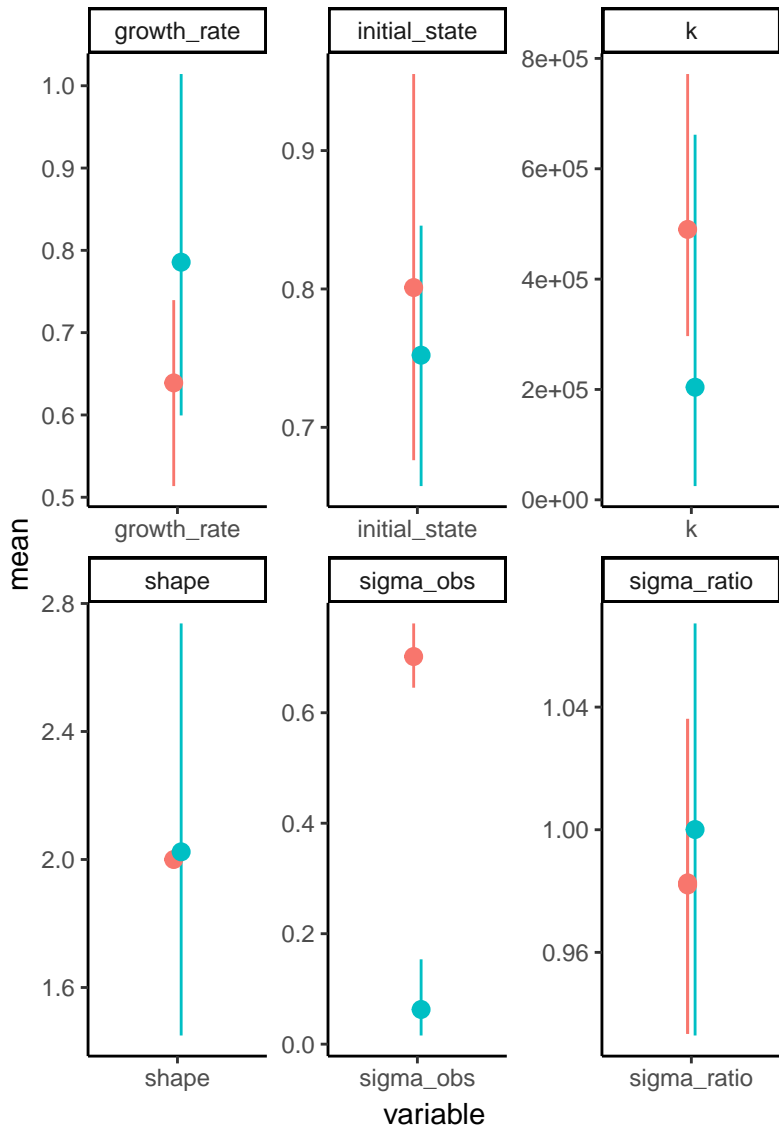 growth_rate
initial_state
k
1.0
0.9
0.8
0.7
0.6
0.5
growth_rate
0.9
0.8
0.7
initial_state
8e+05
6e+05
4e+05
2e+05
0e+00
k
mean
shape
sigma_obs
sigma_ratio
2.8
2.4
2.0
1.6
shape
0.6
0.4
0.2
0.0
sigma_obs
1.04
1.00
0.96
sigma_ratio
variable